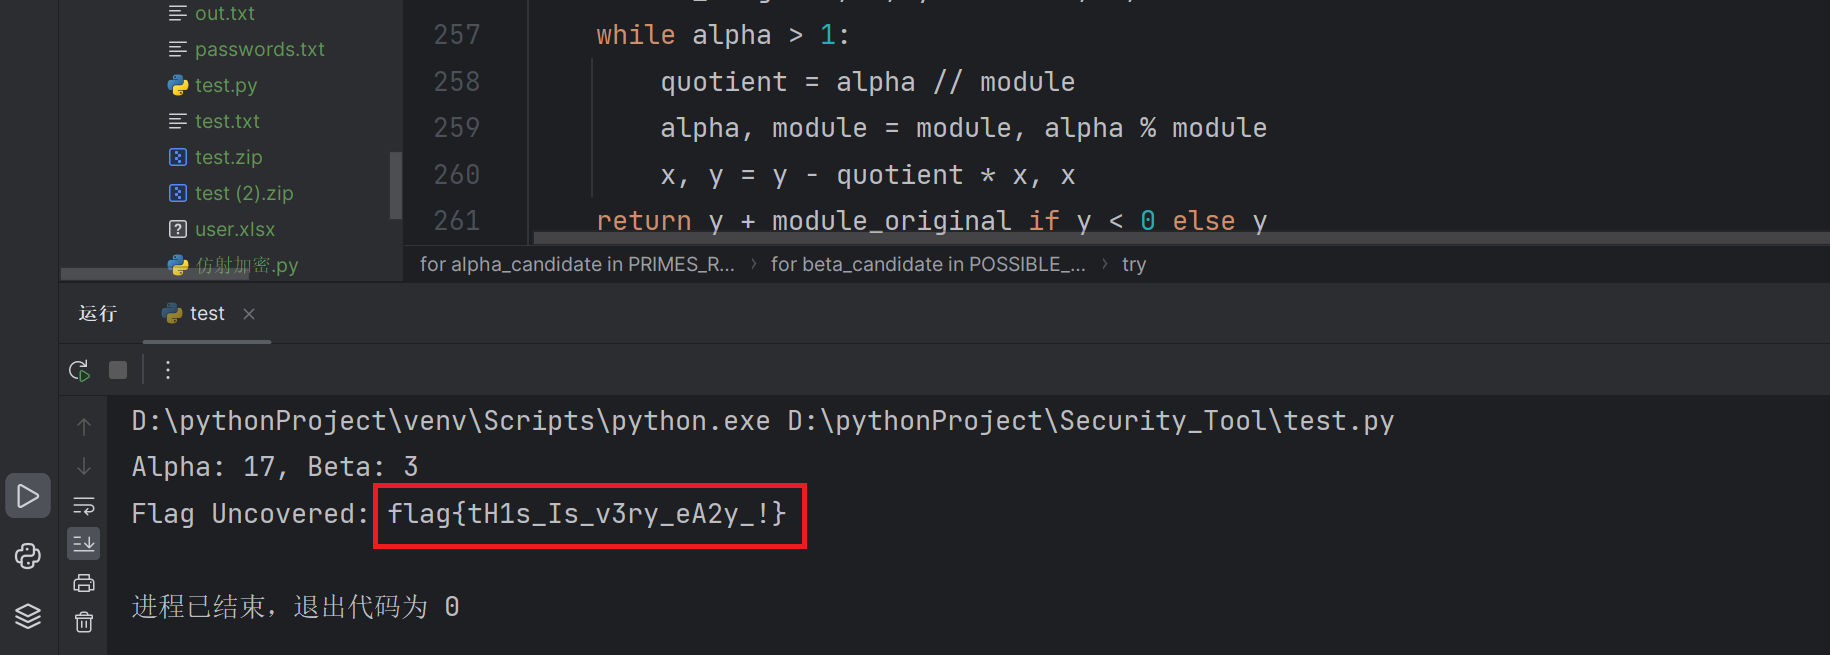 out.txt
passwords.txt
test.py
test.txt
test.zip
test (2).zip
user.xlsx
仿射加密.py
257 while alpha > 1:
258 quotient = alpha // module
259 alpha, module = module, alpha % module
260 x, y = y - quotient * x, x
261 return y + module_original if y < 0 else y
for alpha_candidate in PRIMES_R... › for beta_candidate in POSSIBLE_... › try
运行 test ×
D:\pythonProject\venv\Scripts\python.exe D:\pythonProject\Security_Tool\test.py
Alpha: 17, Beta: 3
Flag Uncovered: flag{tH1s_Is_v3ry_eA2y_!}
进程已结束，退出代码为 0